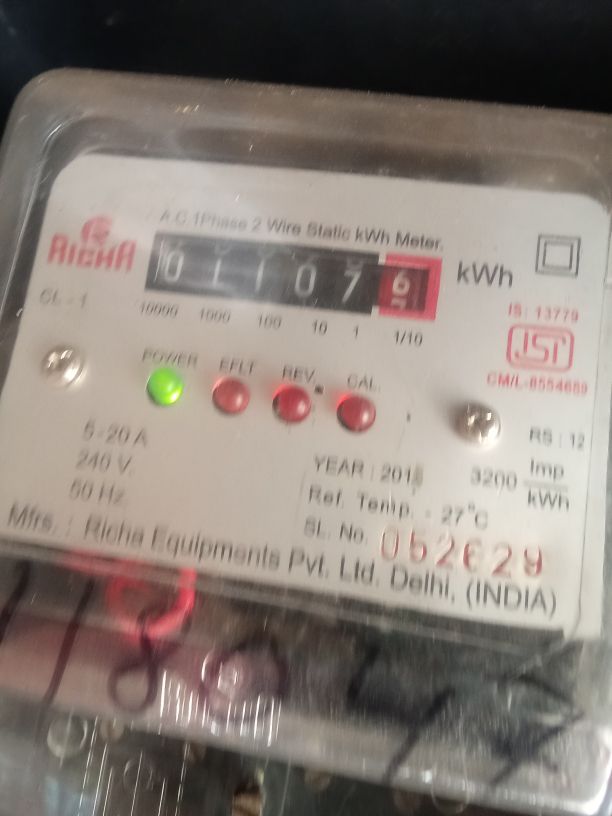 A.C.1Phase 2 Wire Static kWh Meter.
RICHA
011076 kWh
10000 1000 100 10 1 1/10
CL - 1
IS : 13779
ISI
CM/L-8554659
POWER EFLT REV. CAL.
RS : 12
5-20 A
240 V.
50 Hz.
YEAR : 201
3200 Imp/kWh
Ref. Temp. - 27°C
SL. No. 052629
Mfrs. : Richa Equipments Pvt. Ltd. Delhi, (INDIA)